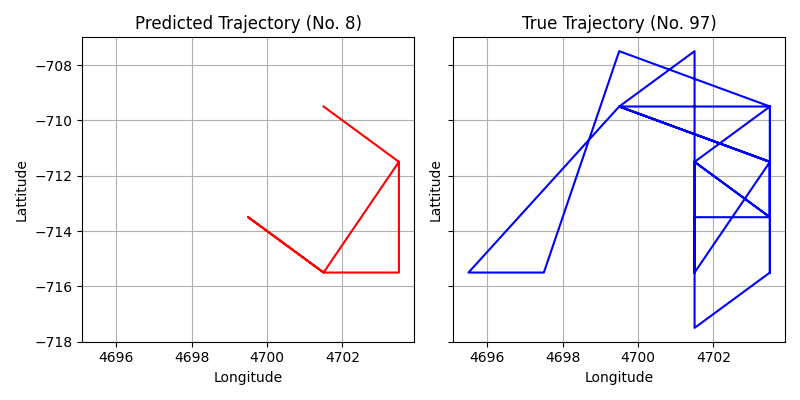 Predicted Trajectory (No. 8)
True Trajectory (No. 97)
−708
−710
−712
−714
−716
−718
Lattitude
Lattitude
4696 4698 4700 4702
4696 4698 4700 4702
Longitude
Longitude